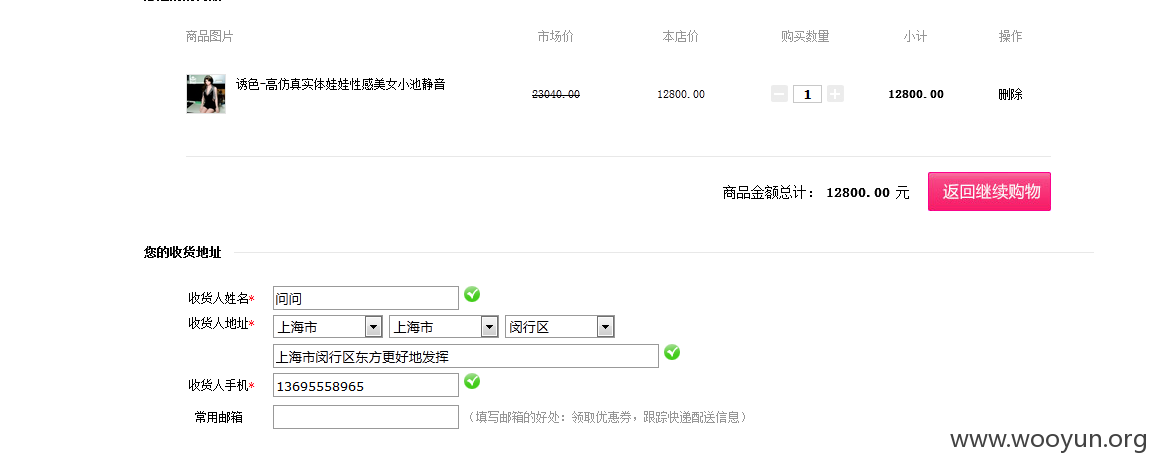 商品图片 市场价 本店价 购买数量 小计 操作
诱色-高仿真实体娃娃性感美女小池静音
23040.00 12800.00 1 12800.00 删除
商品金额总计： 12800.00 元 返回继续购物
您的收货地址
收货人姓名* 问问
收货人地址* 上海市 上海市 闵行区
上海市闵行区东方更好地发挥
收货人手机* 13695558965
常用邮箱 （填写邮箱的好处：领取优惠券，跟踪快递配送信息）
www.wooyun.org